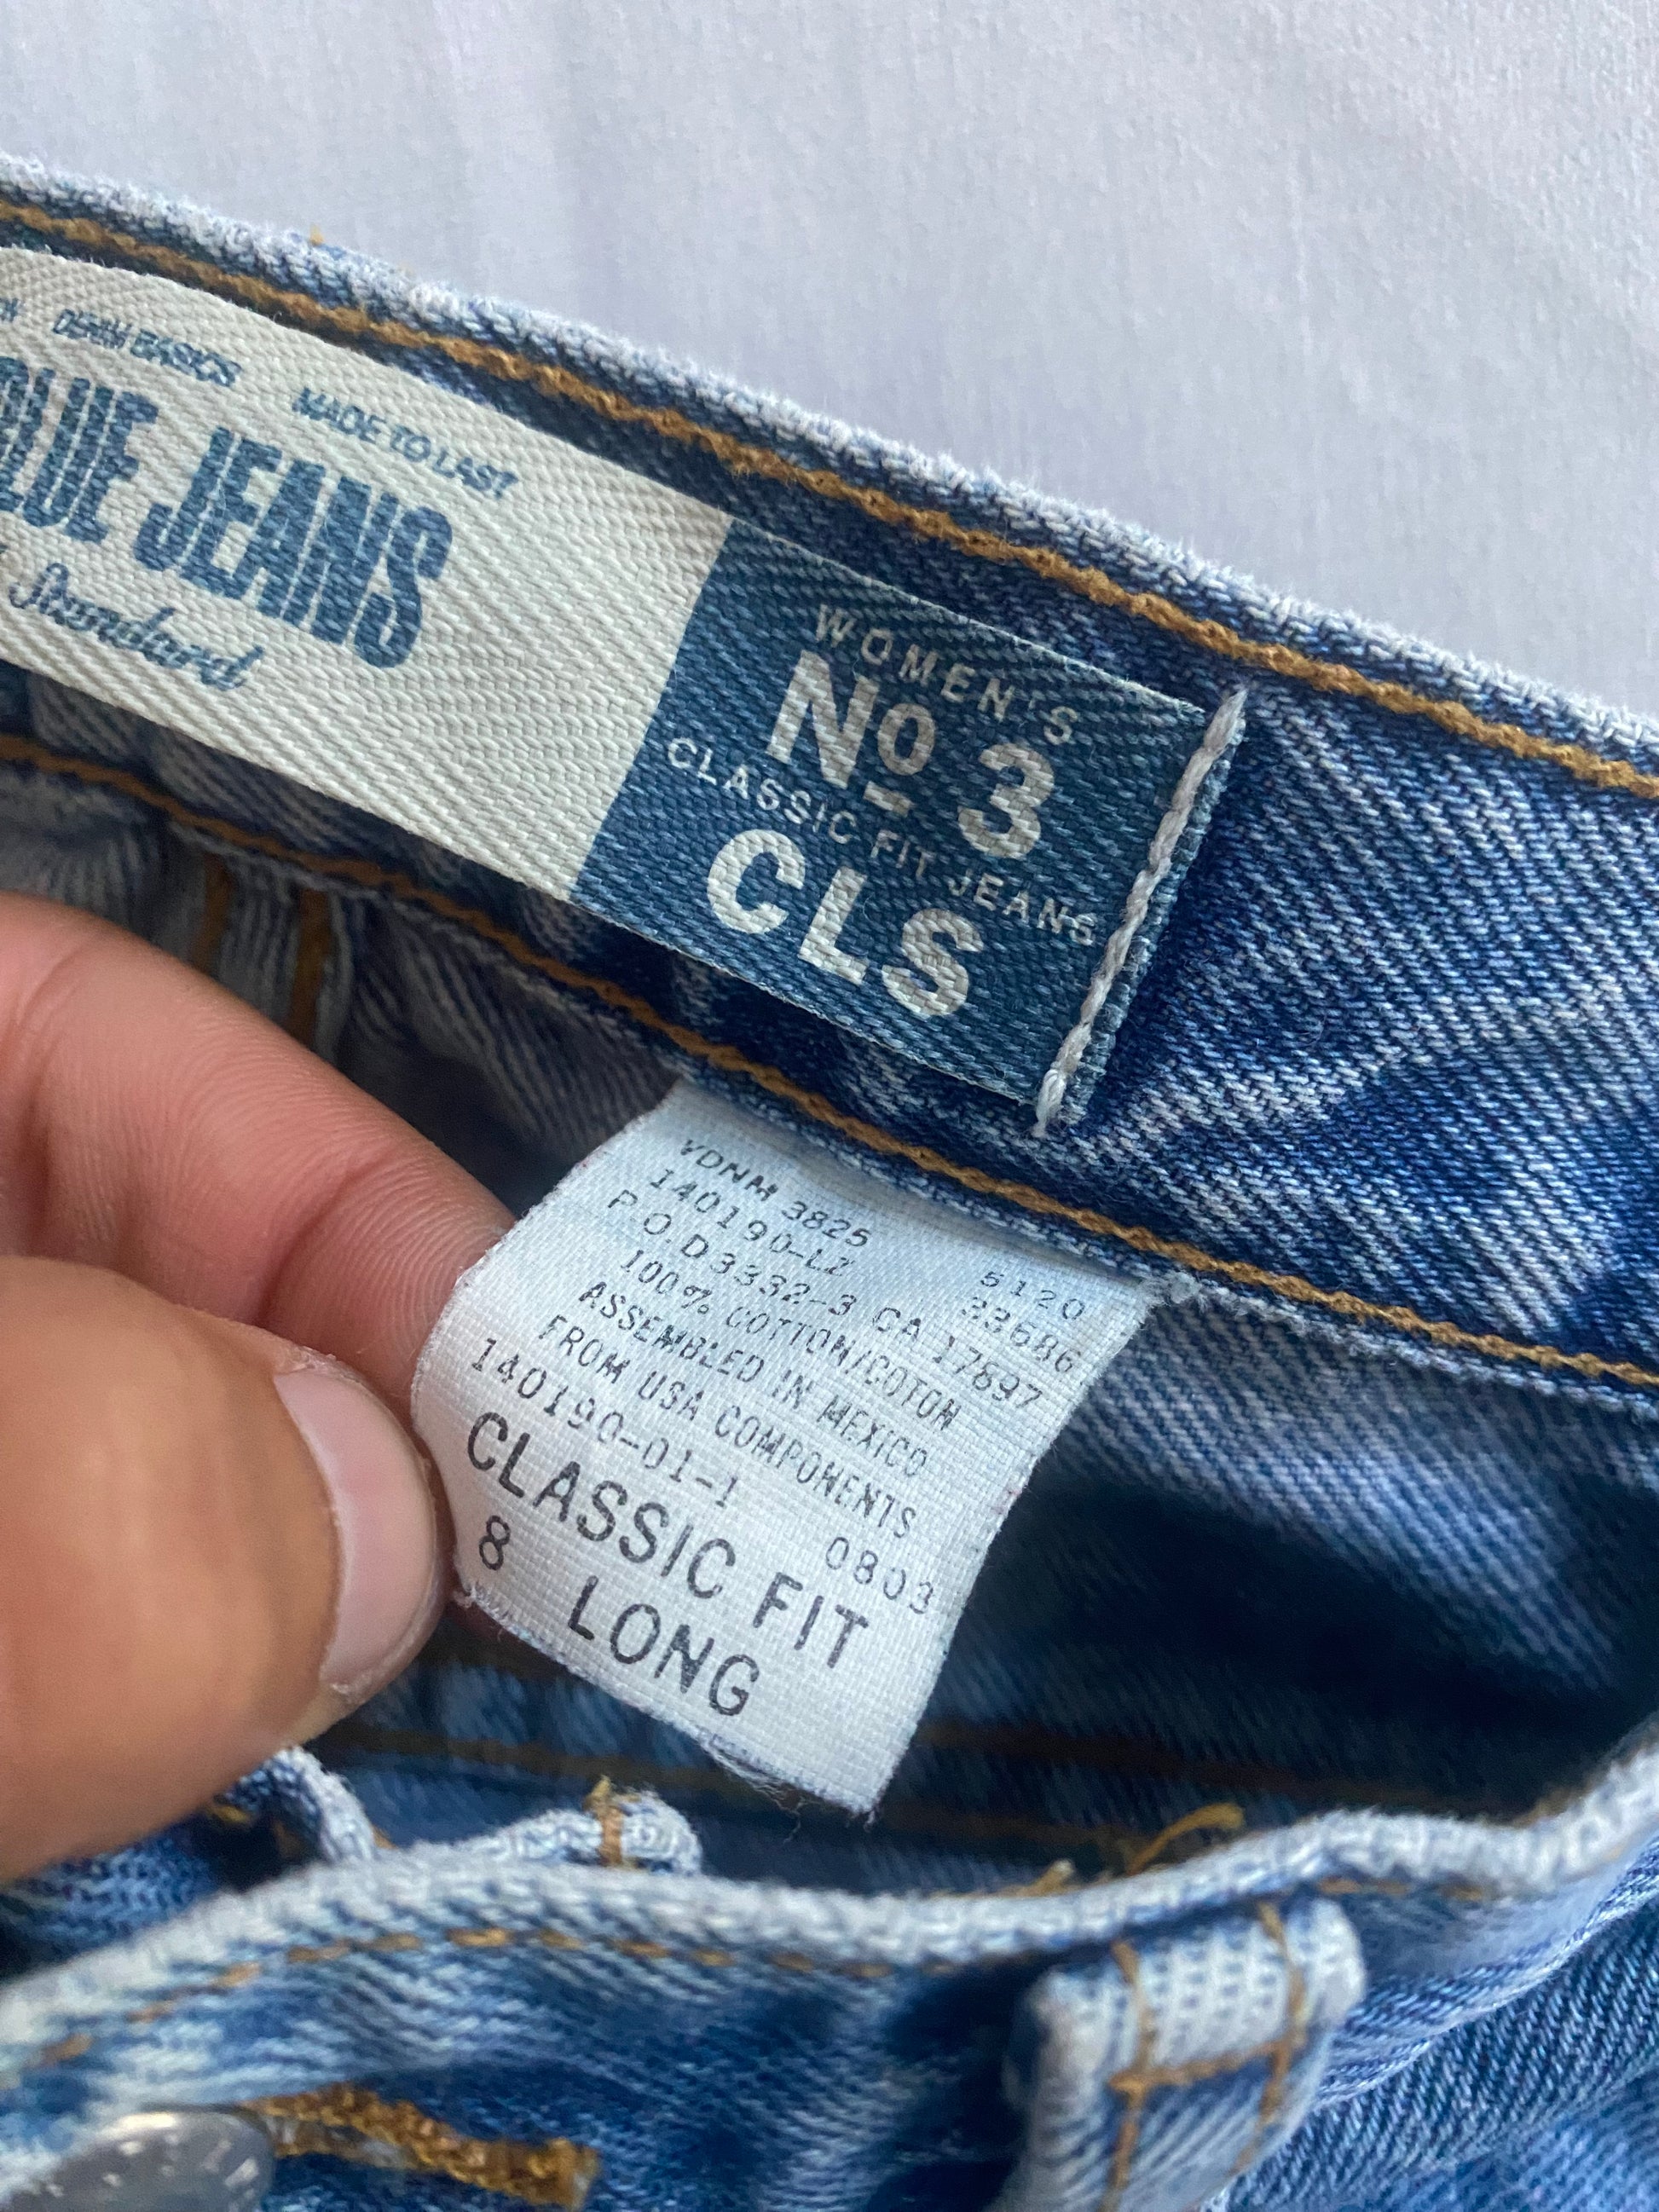 DENIM BASICS MADE TO LAST
BLUE JEANS
Standard
WOMEN'S
Nº 3
CLASSIC FIT JEANS
CLS
VDNM 3825
140190-LZ 5120
P.O.D3332-3 33686
CA 17897
100% COTTON/COTON
ASSEMBLED IN MEXICO
FROM USA COMPONENTS
140190-01-1 0803
CLASSIC FIT
8 LONG